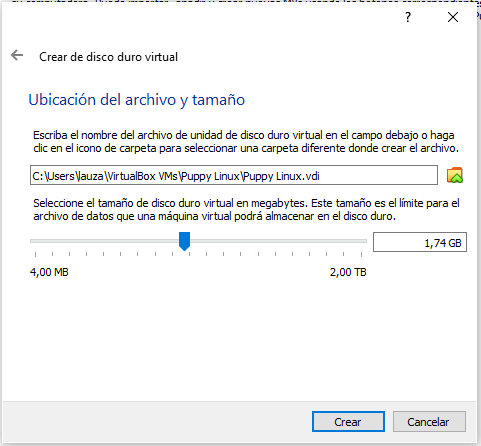 ?
Crear de disco duro virtual
Ubicación del archivo y tamaño
Escriba el nombre del archivo de unidad de disco duro virtual en el campo debajo o haga
clic en el icono de carpeta para seleccionar una carpeta diferente donde crear el archivo.
C:\Users\lauza\VirtualBox VMs\Puppy Linux\Puppy Linux.vdi
Seleccione el tamaño de disco duro virtual en megabytes. Este tamaño es el límite para el
archivo de datos que una máquina virtual podrá almacenar en el disco duro.
1,74 GB
4,00 MB 2,00 TB
Crear Cancelar